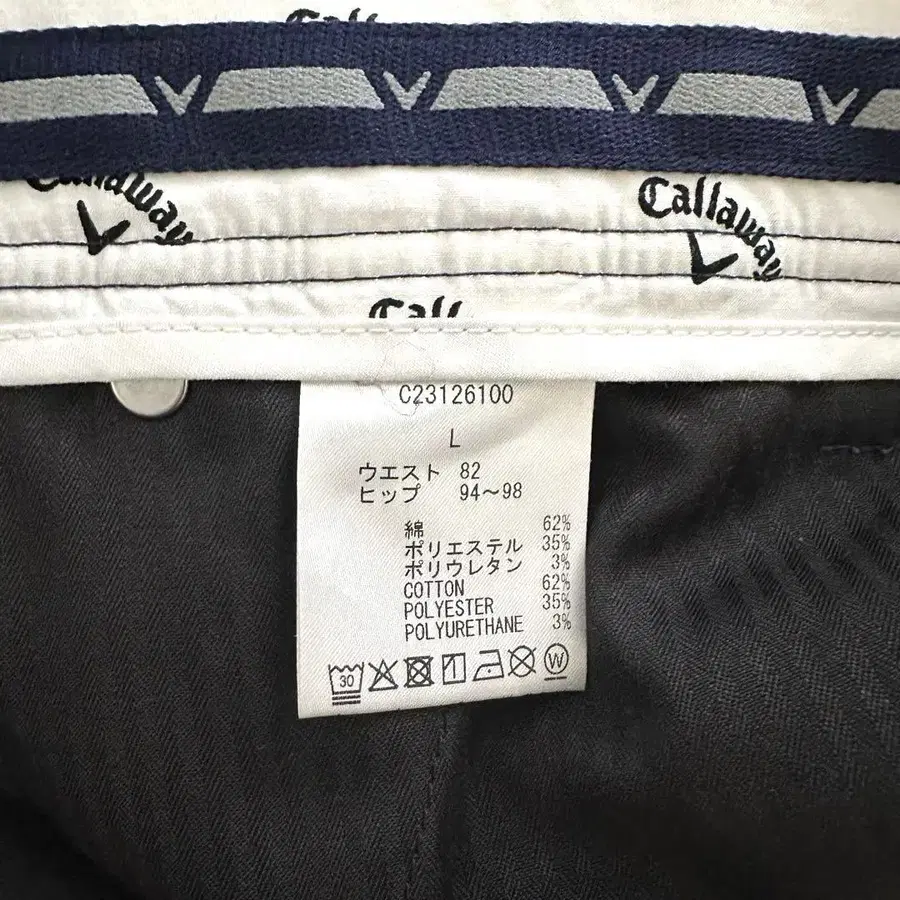 Call
Callaway
Callaway
Call
C23126100
L
ウエスト 82
ヒップ 94〜98
綿 62%
ポリエステル 35%
ポリウレタン 3%
COTTON 62%
POLYESTER 35%
POLYURETHANE 3%
30 W